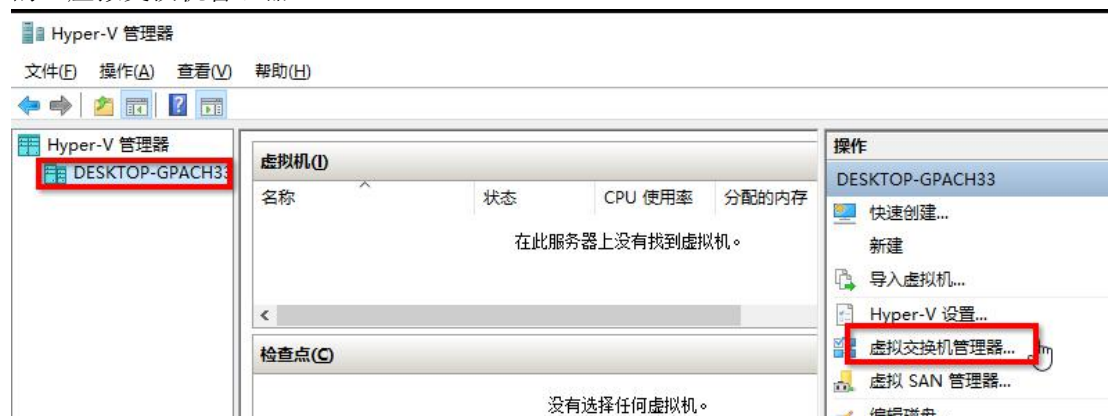 Hyper-V 管理器
文件(F) 操作(A) 查看(V) 帮助(H)
Hyper-V 管理器
DESKTOP-GPACH33
虚拟机(I)
名称 状态 CPU 使用率 分配的内存
在此服务器上没有找到虚拟机。
检查点(C)
没有选择任何虚拟机。
操作
DESKTOP-GPACH33
快速创建...
新建
导入虚拟机...
Hyper-V 设置...
虚拟交换机管理器...
虚拟 SAN 管理器...
编辑磁盘...